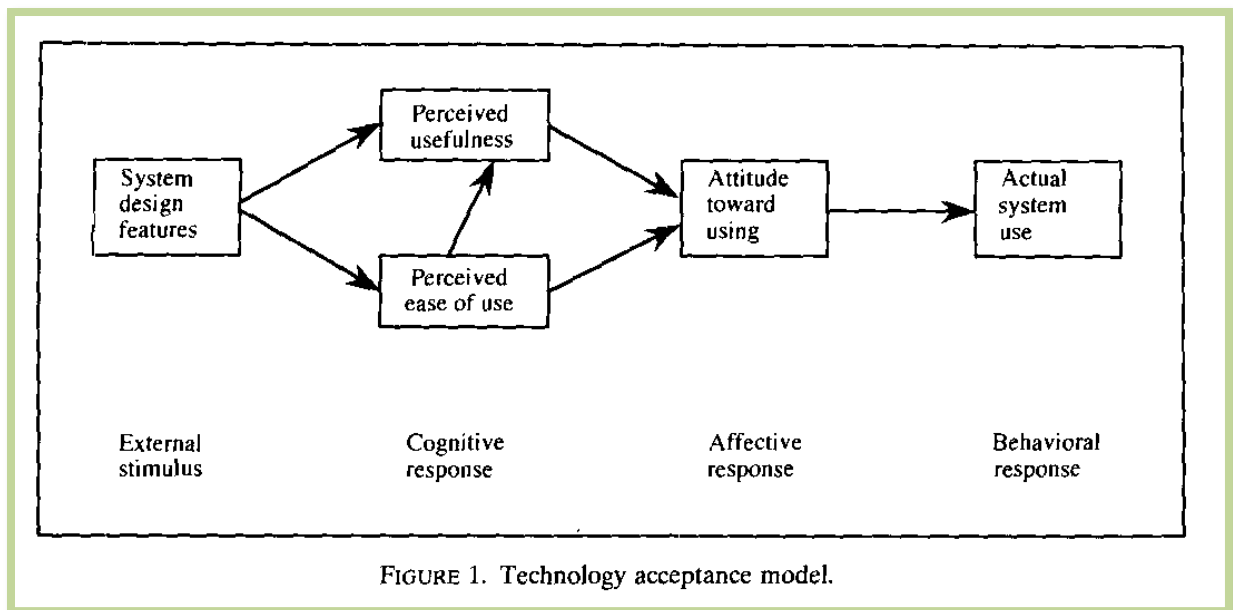 Perceived
usefulness
System
design
features
Attitude
toward
using
Actual
system
use
Perceived
ease of use
External
stimulus
Cognitive
response
Affective
response
Behavioral
response
FIGURE 1. Technology acceptance model.